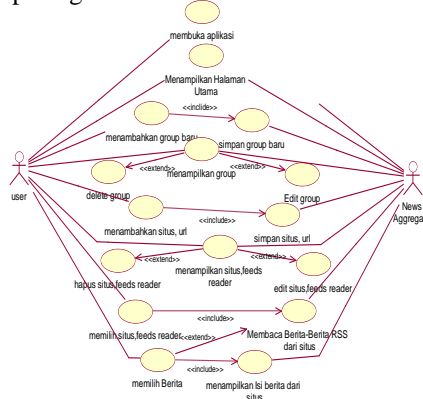 membuka aplikasi
Menampilkan Halaman
Utama
<<inclide>>
menambahkan group baru
simpan group baru
<<extend>>
menampilkan group
<<extend>>
delete group
Edit group
user
News
Aggrega
menambahkan situs, url
<<include>>
simpan situs, url
<<extend>>
menampilkan situs,feeds
reader
<<extend>>
hapus situs,feeds reader
edit situs,feeds reader
<<include>>
memilih situs,feeds reader
<<extend>>
Membaca Berita-Berita RSS
dari situs
<<include>>
memilih Berita
menampilkan Isi berita dari
situs